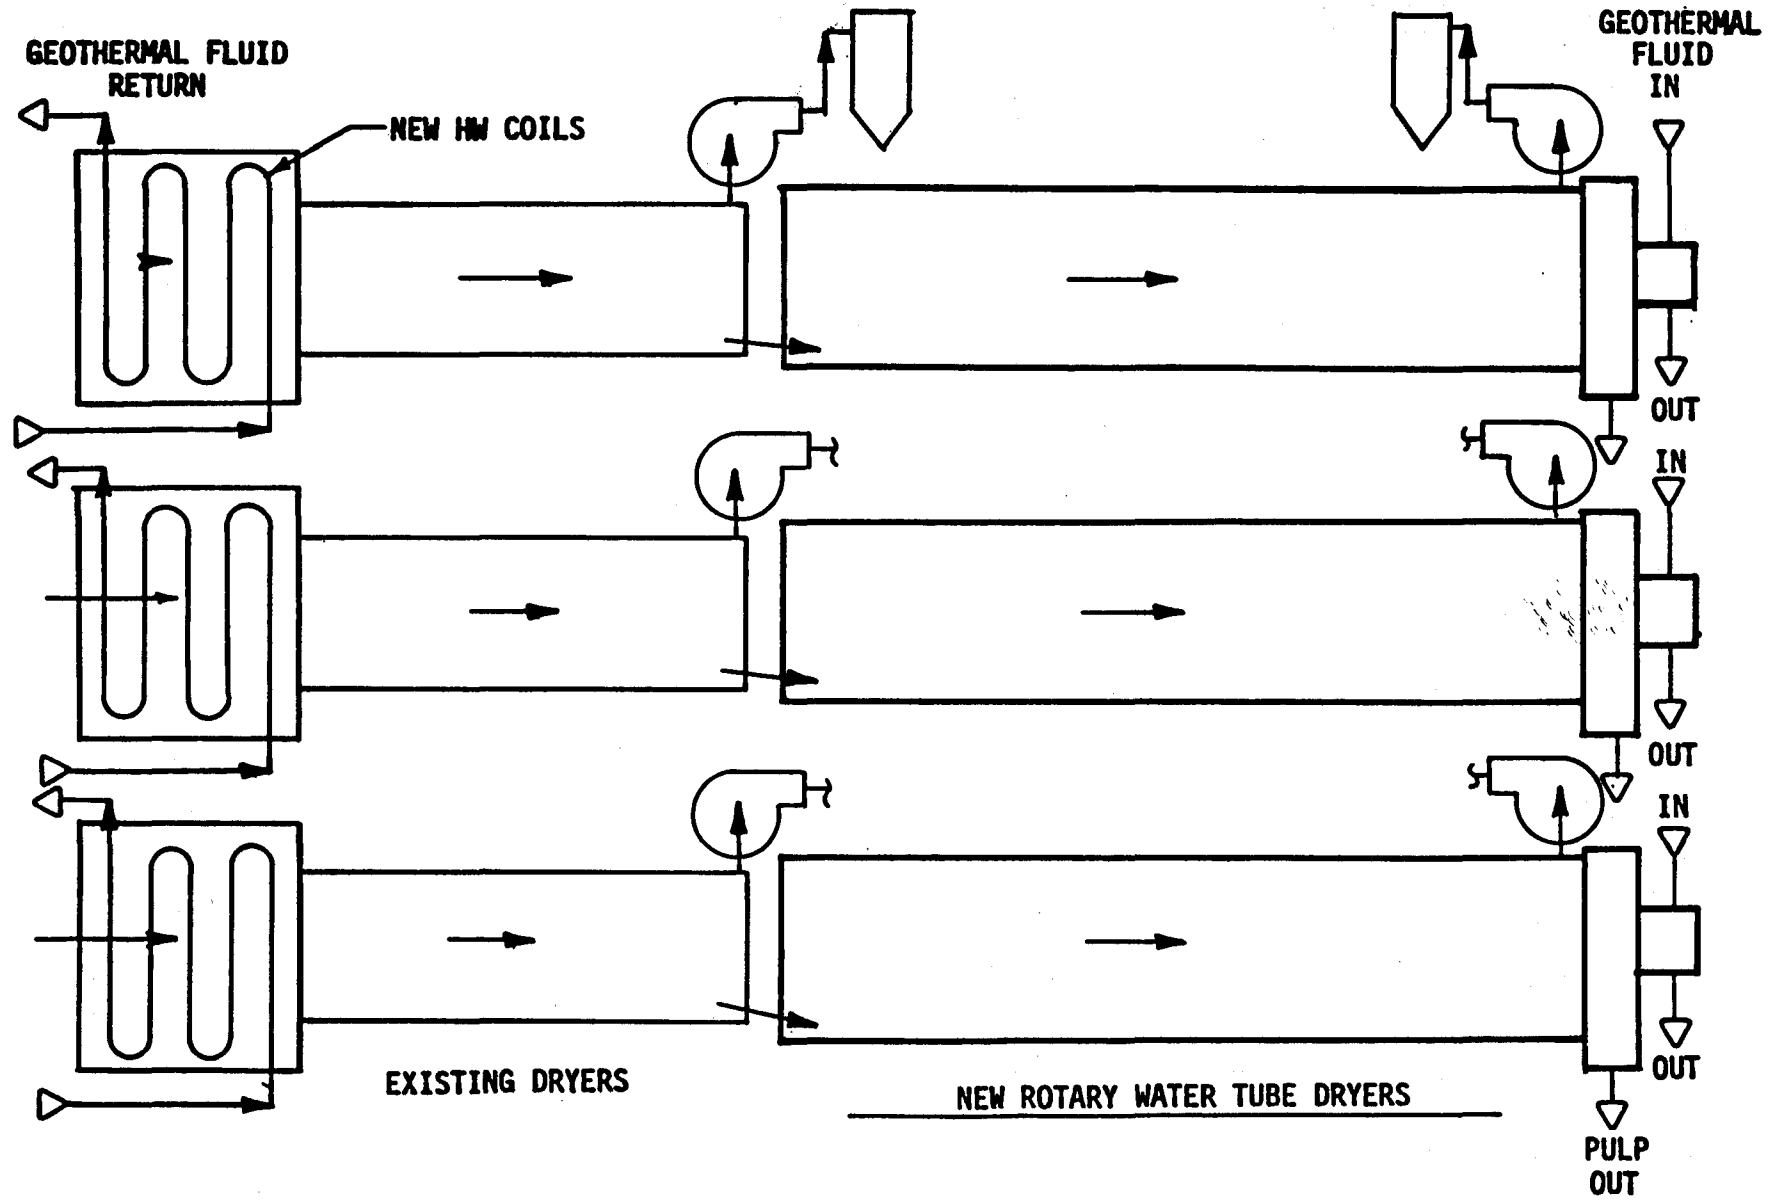 GEOTHERMAL FLUID
RETURN
NEW HW COILS
GEOTHERMAL
FLUID
IN
OUT
IN
OUT
IN
OUT
EXISTING DRYERS
NEW ROTARY WATER TUBE DRYERS
PULP
OUT